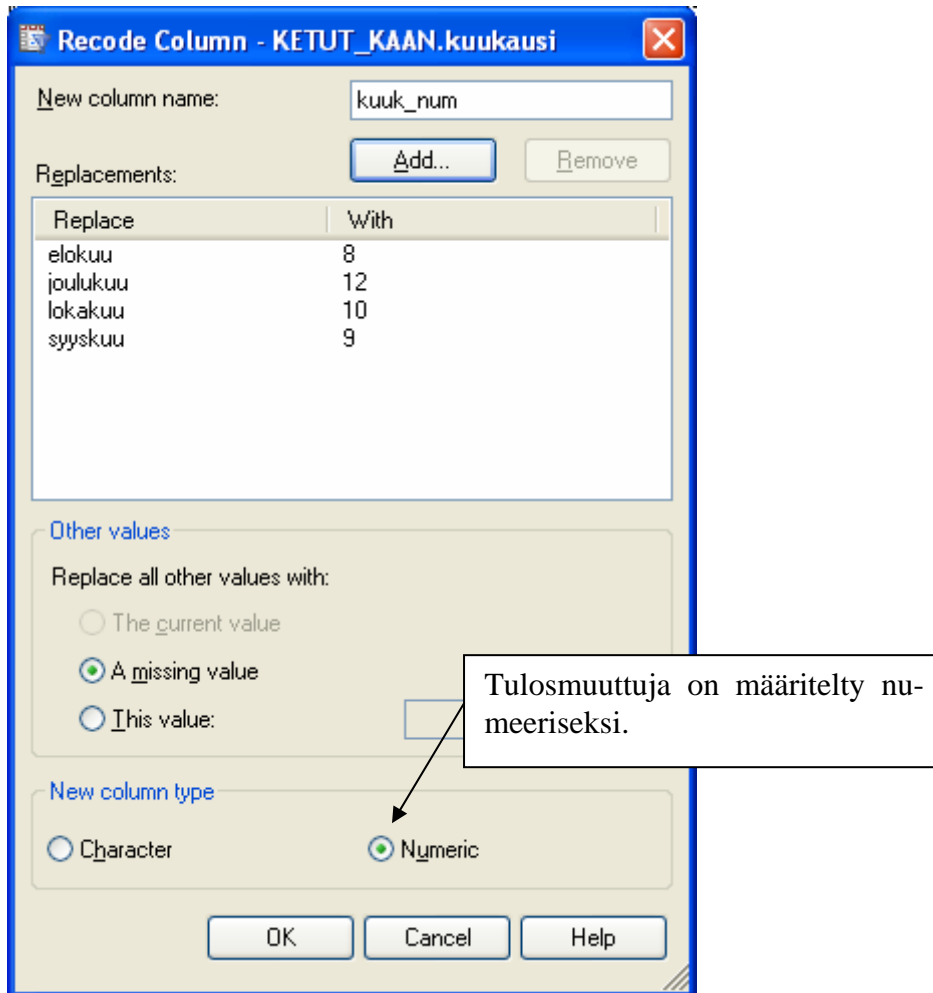 Recode Column - KETUT_KAAN.kuukausi
New column name:
kuuk_num
Replacements:
Add...
Remove
Replace With
elokuu 8
joulukuu 12
lokakuu 10
syyskuu 9
Other values
Replace all other values with:
The current value
A missing value
This value:
Tulosmuuttuja on määritelty nu-
meeriseksi.
New column type
Character
Numeric
OK
Cancel
Help